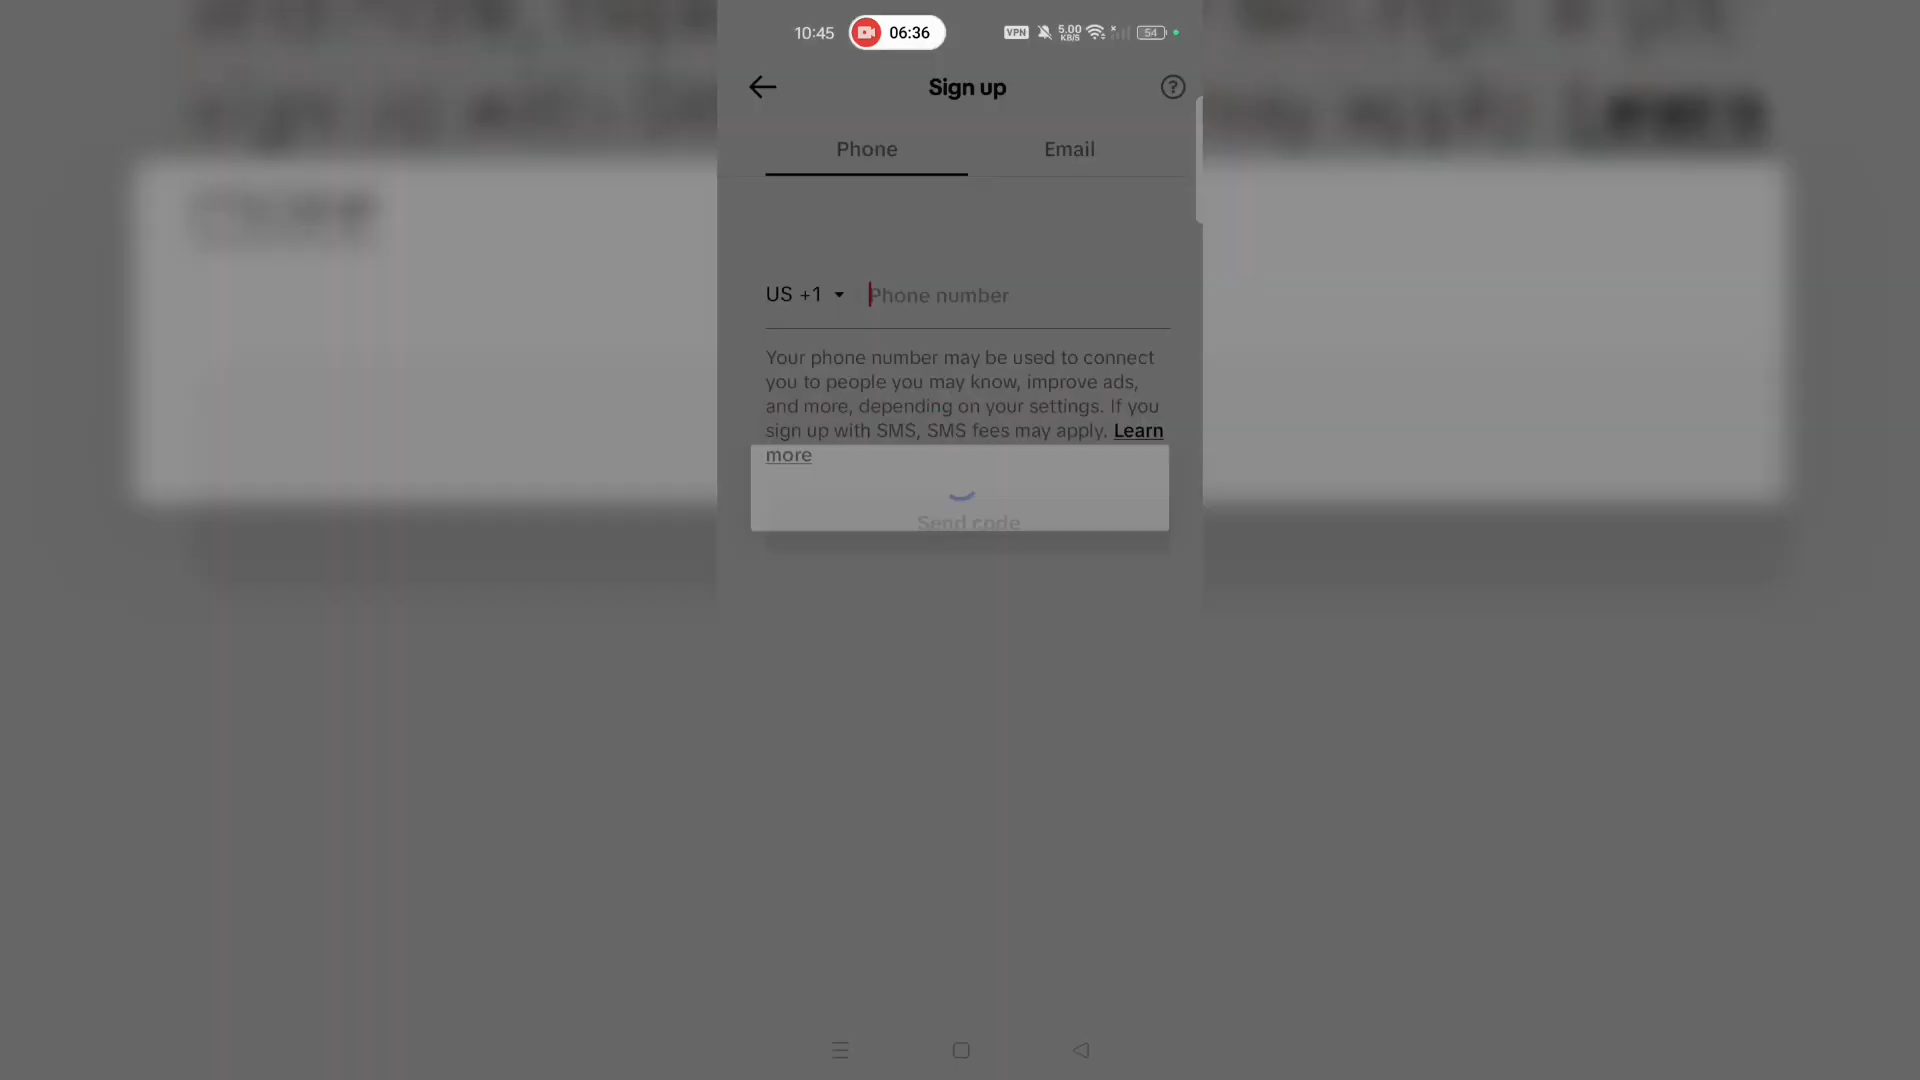 10:45 06:36 VPN 5.00 KB/S 54
Sign up
Phone Email
US +1 Phone number
Your phone number may be used to connect
you to people you may know, improve ads,
and more, depending on your settings. If you
sign up with SMS, SMS fees may apply. Learn
more
Send code